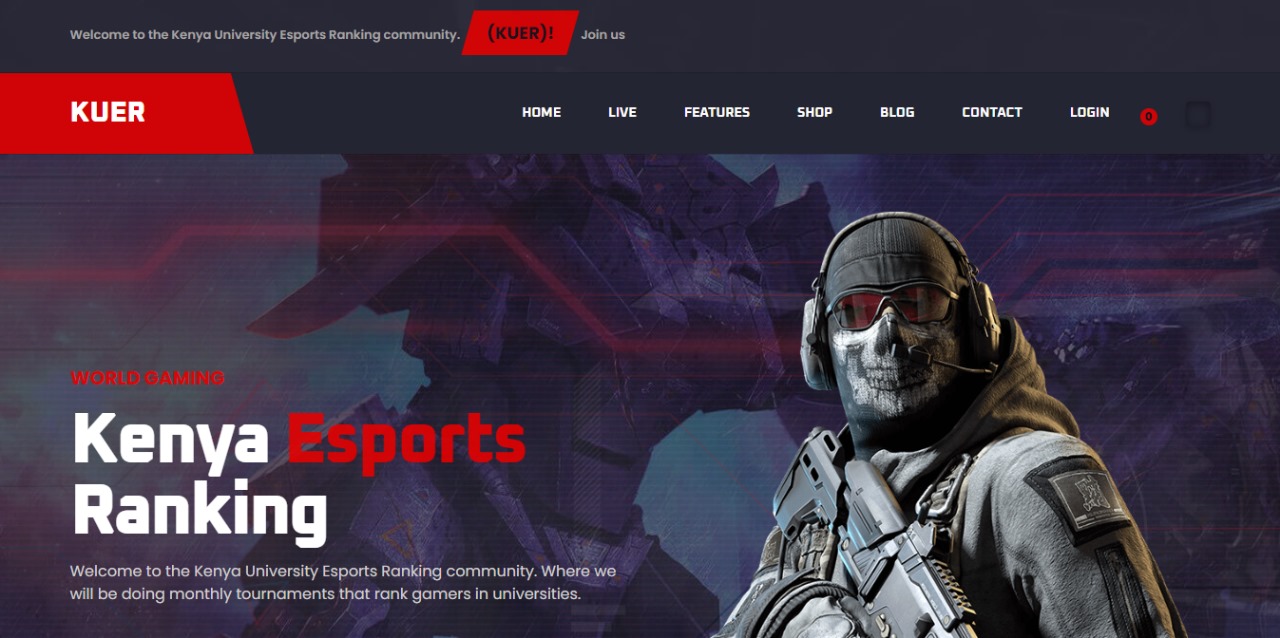 Welcome to the Kenya University Esports Ranking community. (KUER)! Join us
KUER
HOME LIVE FEATURES SHOP BLOG CONTACT LOGIN 0
WORLD GAMING
Kenya Esports
Ranking
Welcome to the Kenya University Esports Ranking community. Where we
will be doing monthly tournaments that rank gamers in universities.